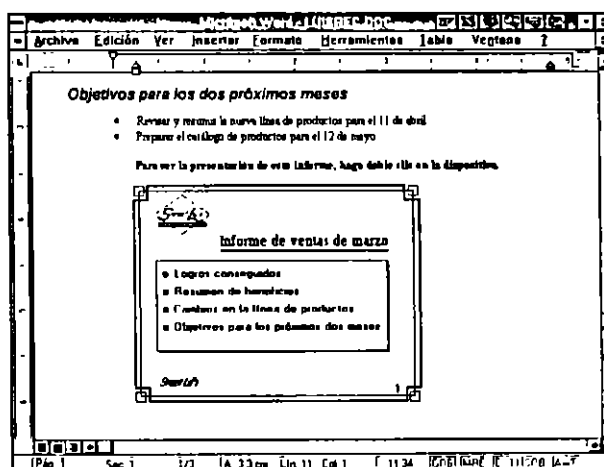 Microsoft Word
Archivo Edición Ver Insertar Formato Herramientas Tabla Ventana ?
Objetivos para los dos próximos meses
• Revisar y resumir la nueva línea de productos para el 11 de abril
• Preparar el catálogo de productos para el 12 de mayo
Para ver la presentación de este informe, haga doble clic en la diapositiva.
Informe de ventas de marzo
• Logros conseguidos
• Resumen de beneficios
• Cambios en la línea de productos
• Objetivos para los próximos dos meses
1
Pág 1 Sec 1 1/2 Lín 11 Col 1 11:34